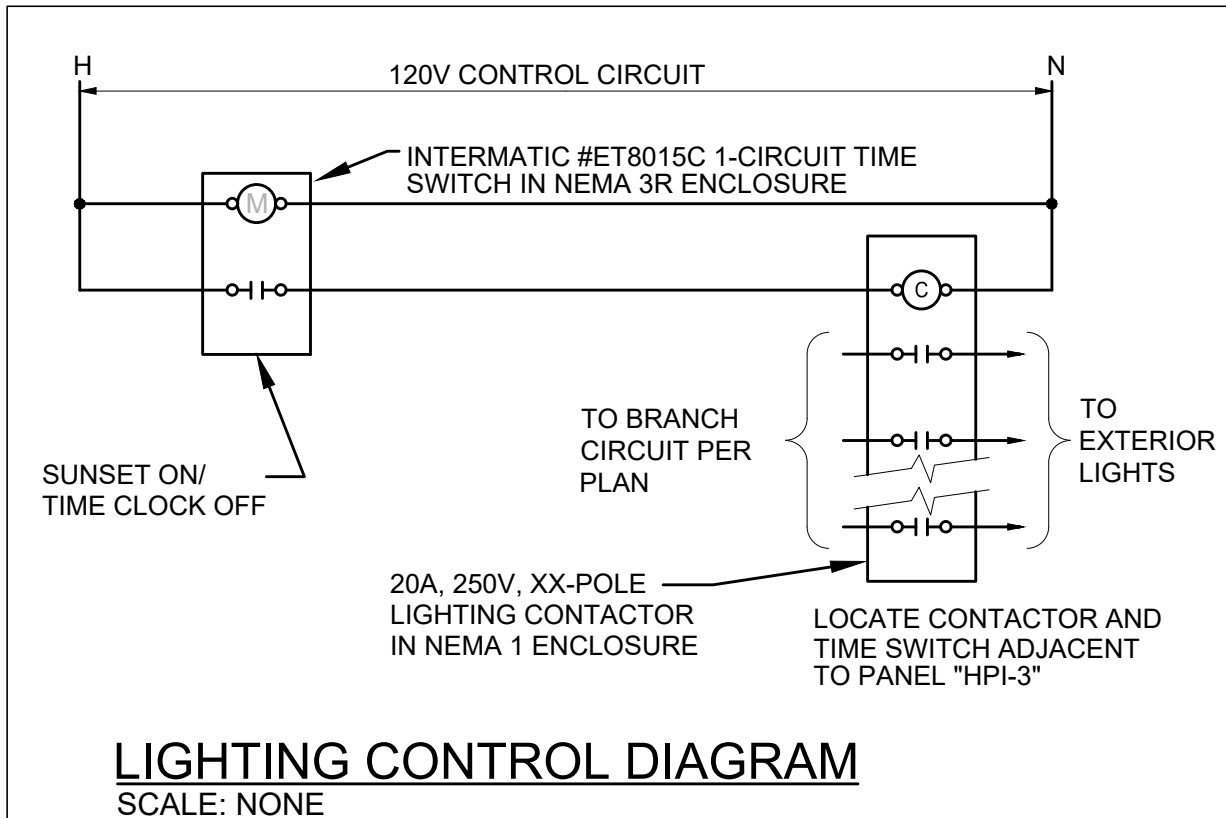 H
120V CONTROL CIRCUIT
N
INTERMATIC #ET8015C 1-CIRCUIT TIME
SWITCH IN NEMA 3R ENCLOSURE
M
C
SUNSET ON/
TIME CLOCK OFF
TO BRANCH
CIRCUIT PER
PLAN
TO
EXTERIOR
LIGHTS
20A, 250V, XX-POLE
LIGHTING CONTACTOR
IN NEMA 1 ENCLOSURE
LOCATE CONTACTOR AND
TIME SWITCH ADJACENT
TO PANEL "HPI-3"
LIGHTING CONTROL DIAGRAM
SCALE: NONE